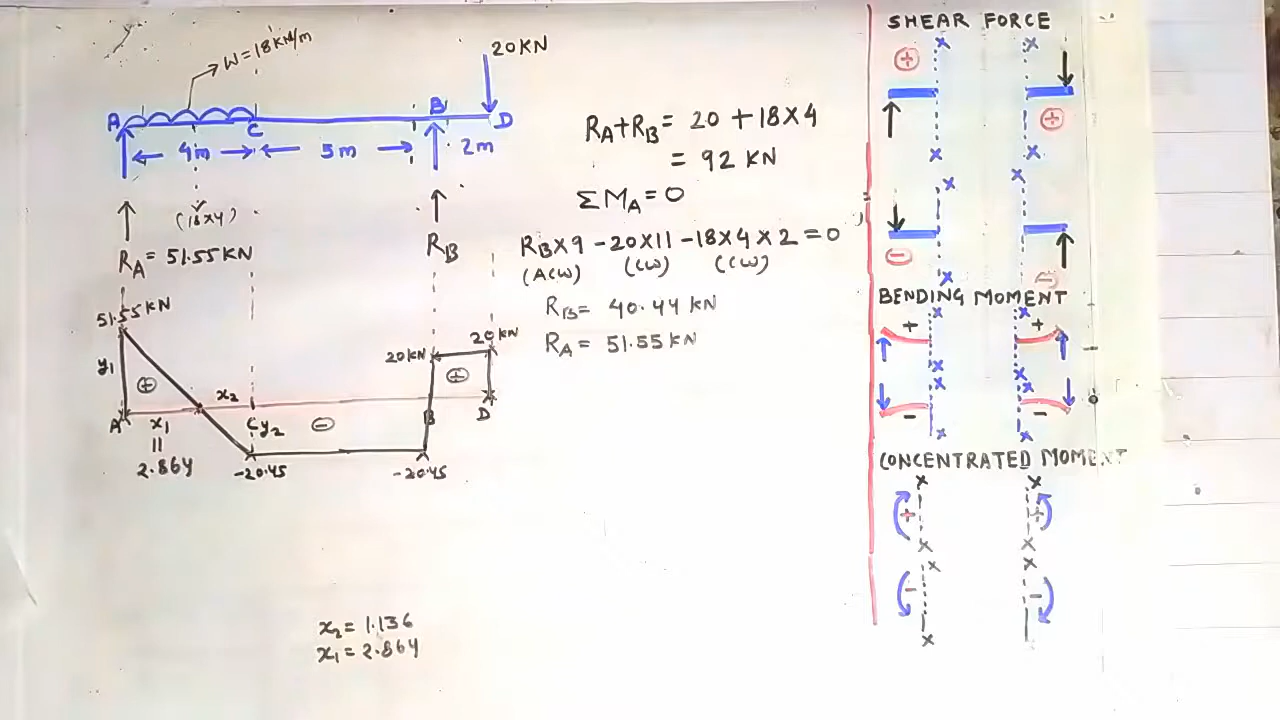 W = 18 KN/m
20 KN
A
C
B
D
4m
5m
2m
(18x4)
RA = 51.55 KN
RB
RA + RB = 20 + 18 x 4
= 92 KN
ΣMA = 0
RB x 9 - 20 x 11 - 18 x 4 x 2 = 0
(ACW) (CW) (CW)
RB = 40.44 KN
RA = 51.55 KN
51.55 KN
y1
+
x2
A
x1
=
2.864
C
y2
-
-20.45
-20.45
20 KN
20 KN
+
B
D
x2 = 1.136
x1 = 2.864
SHEAR FORCE
+
+
-
-
BENDING MOMENT
+ +
- -
CONCENTRATED MOMENT
+ +
- -